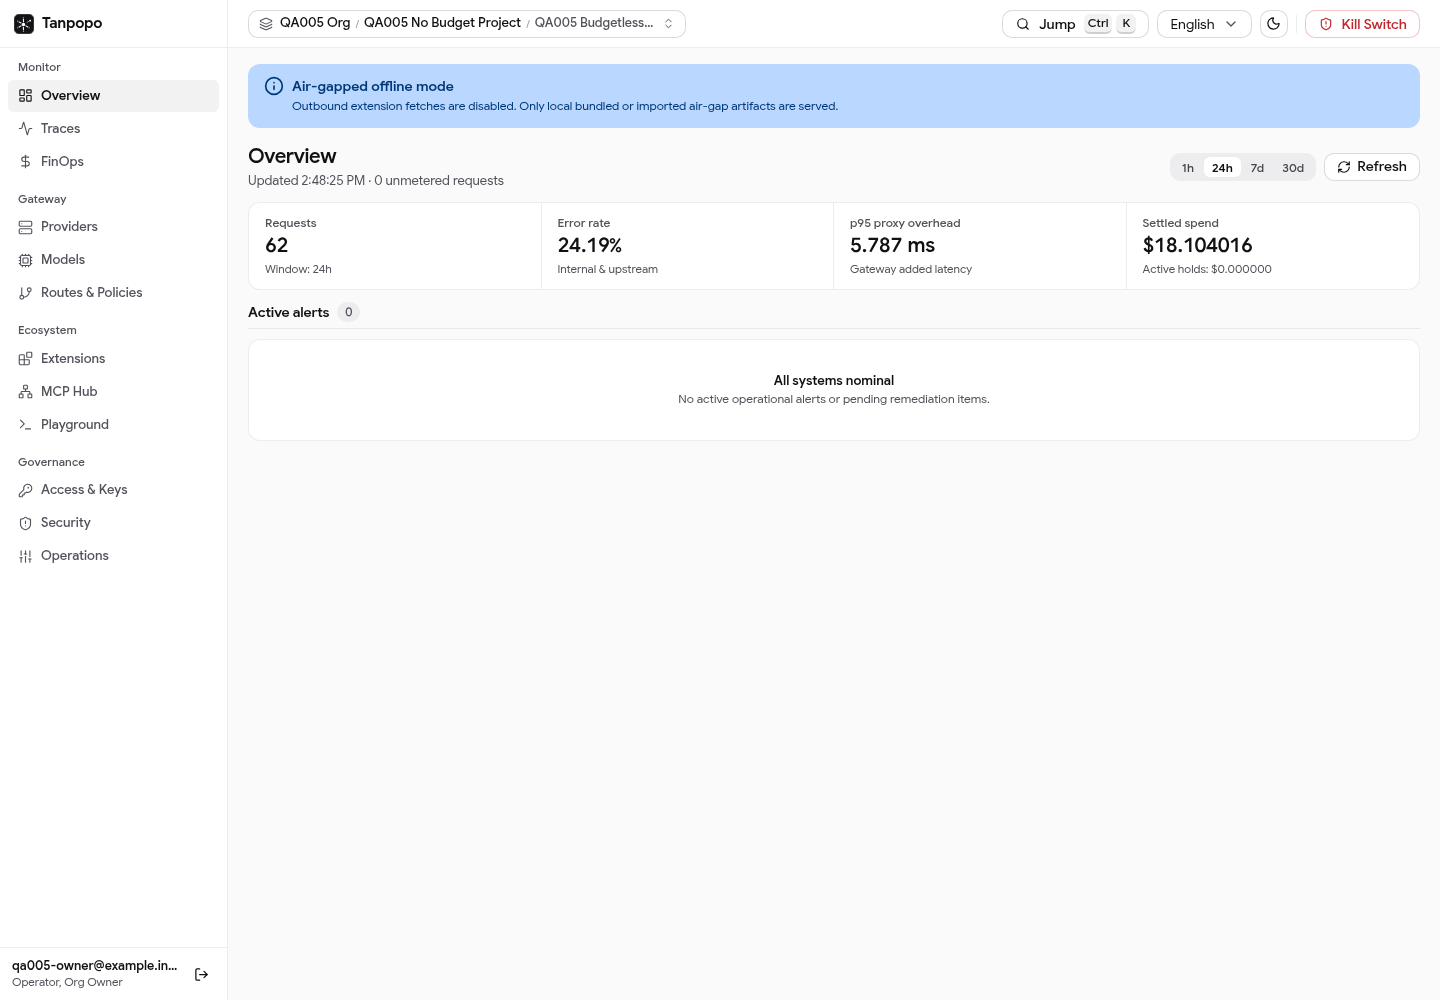 Tanpopo
QA005 Org / QA005 No Budget Project / QA005 Budgetless...
Jump Ctrl K
English
Kill Switch
Monitor
Overview
Traces
FinOps
Gateway
Providers
Models
Routes & Policies
Ecosystem
Extensions
MCP Hub
Playground
Governance
Access & Keys
Security
Operations
qa005-owner@example.in...
Operator, Org Owner
Air-gapped offline mode
Outbound extension fetches are disabled. Only local bundled or imported air-gap artifacts are served.
Overview
Updated 2:48:25 PM · 0 unmetered requests
1h 24h 7d 30d
Refresh
Requests
62
Window: 24h
Error rate
24.19%
Internal & upstream
p95 proxy overhead
5.787 ms
Gateway added latency
Settled spend
$18.104016
Active holds: $0.000000
Active alerts 0
All systems nominal
No active operational alerts or pending remediation items.